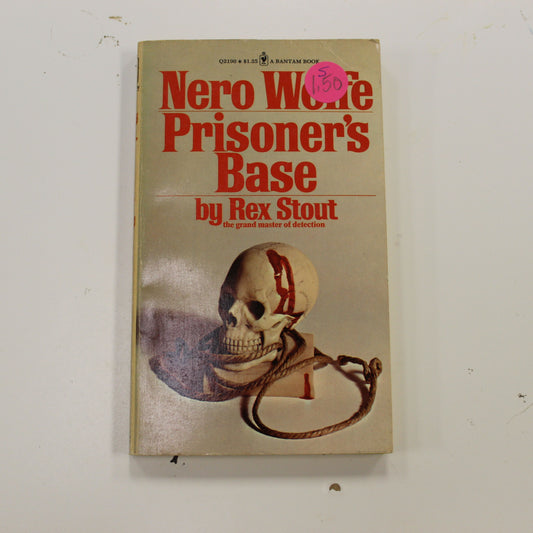 Q2190 ★ $1.25 A BANTAM BOOK
Nero Wolfe
5
1.50
Prisoner's
Base
by Rex Stout
the grand master of detection